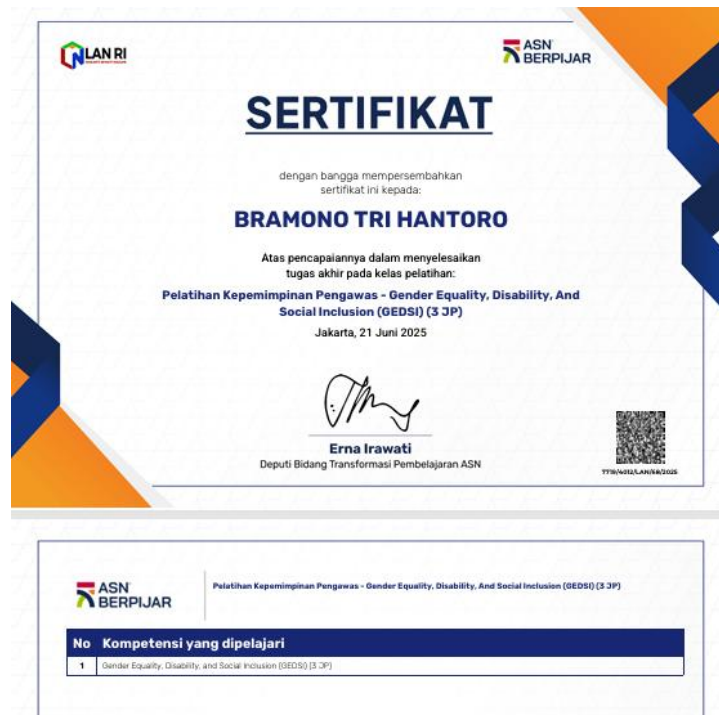 LAN RI
ASN
BERPIJAR
SERTIFIKAT
dengan bangga mempersembahkan
sertifikat ini kepada:
BRAMONO TRI HANTORO
Atas pencapaiannya dalam menyelesaikan
tugas akhir pada kelas pelatihan:
Pelatihan Kepemimpinan Pengawas - Gender Equality, Disability, And
Social Inclusion (GEDSI) (3 JP)
Jakarta, 21 Juni 2025
Erna Irawati
Deputi Bidang Transformasi Pembelajaran ASN
ASN
BERPIJAR
Pelatihan Kepemimpinan Pengawas - Gender Equality, Disability, And Social Inclusion (GEDSI) (3 JP)
No Kompetensi yang dipelajari
1 Gender Equality, Disability, and Social Inclusion (GEDSI) (3 JP)